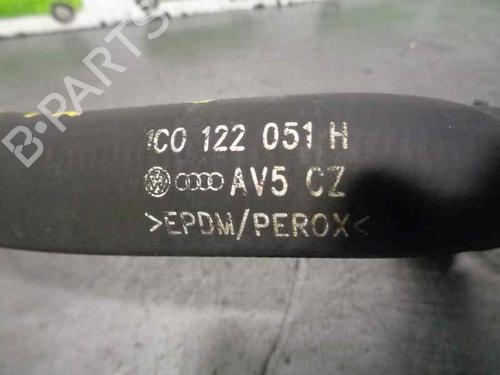 1C0 122 051 H
AV5 CZ
>EPDM/PEROX<
B-PARTS